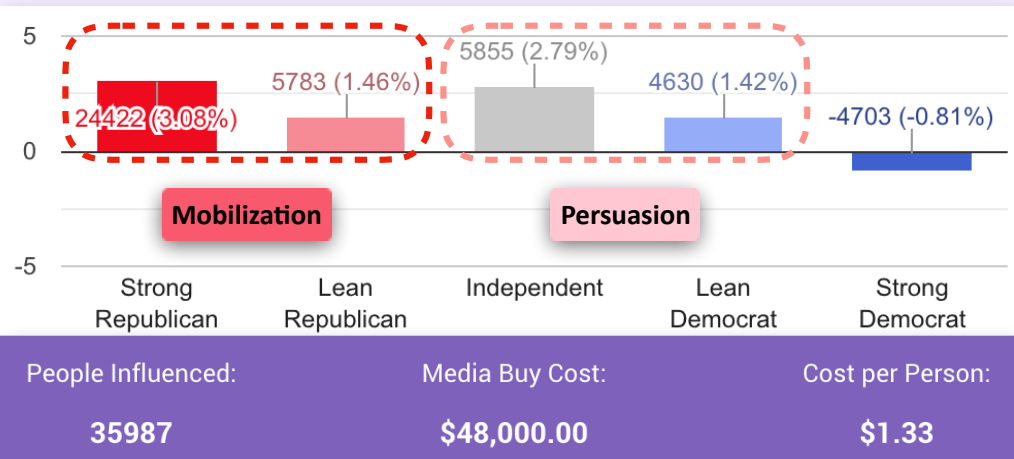 5
5855 (2.79%)
5783 (1.46%)
4630 (1.42%)
24422 (3.08%)
-4703 (-0.81%)
0
Mobilization
Persuasion
-5
Strong Republican
Lean Republican
Independent
Lean Democrat
Strong Democrat
People Influenced:
Media Buy Cost:
Cost per Person:
35987
$48,000.00
$1.33